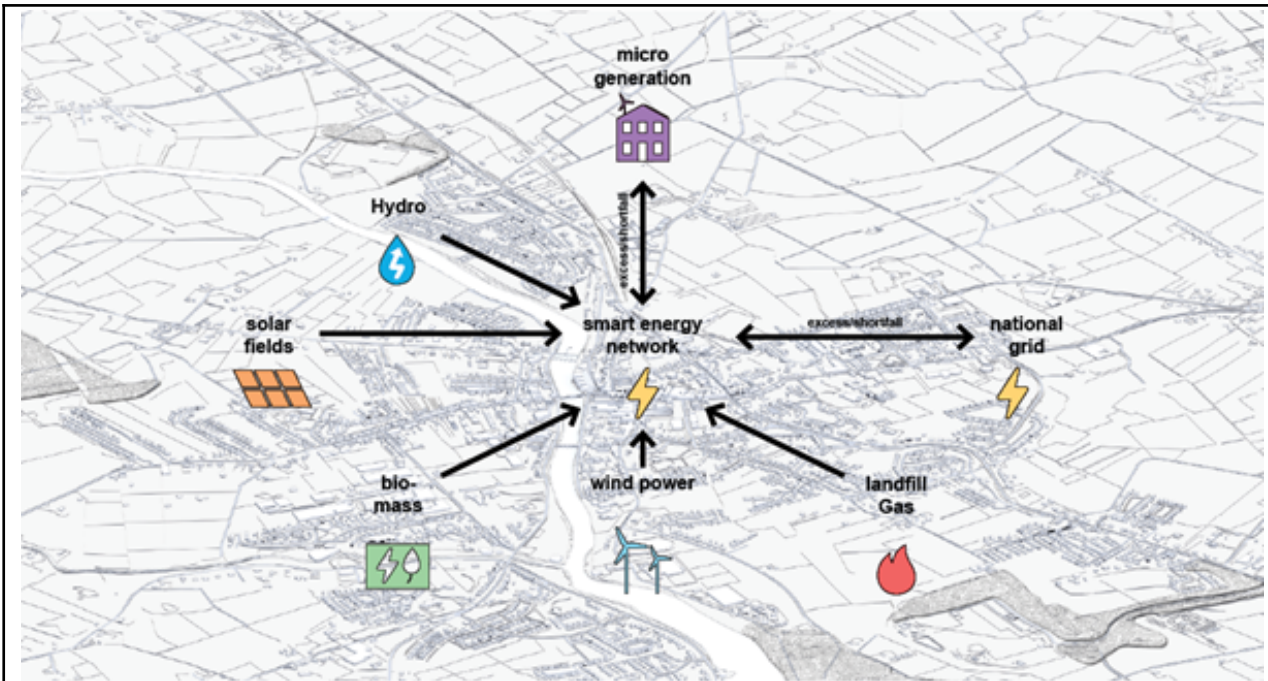 micro
generation
excess/shortfall
Hydro
solar
fields
smart energy
network
excess/shortfall
national
grid
bio-
mass
wind power
landfill
Gas